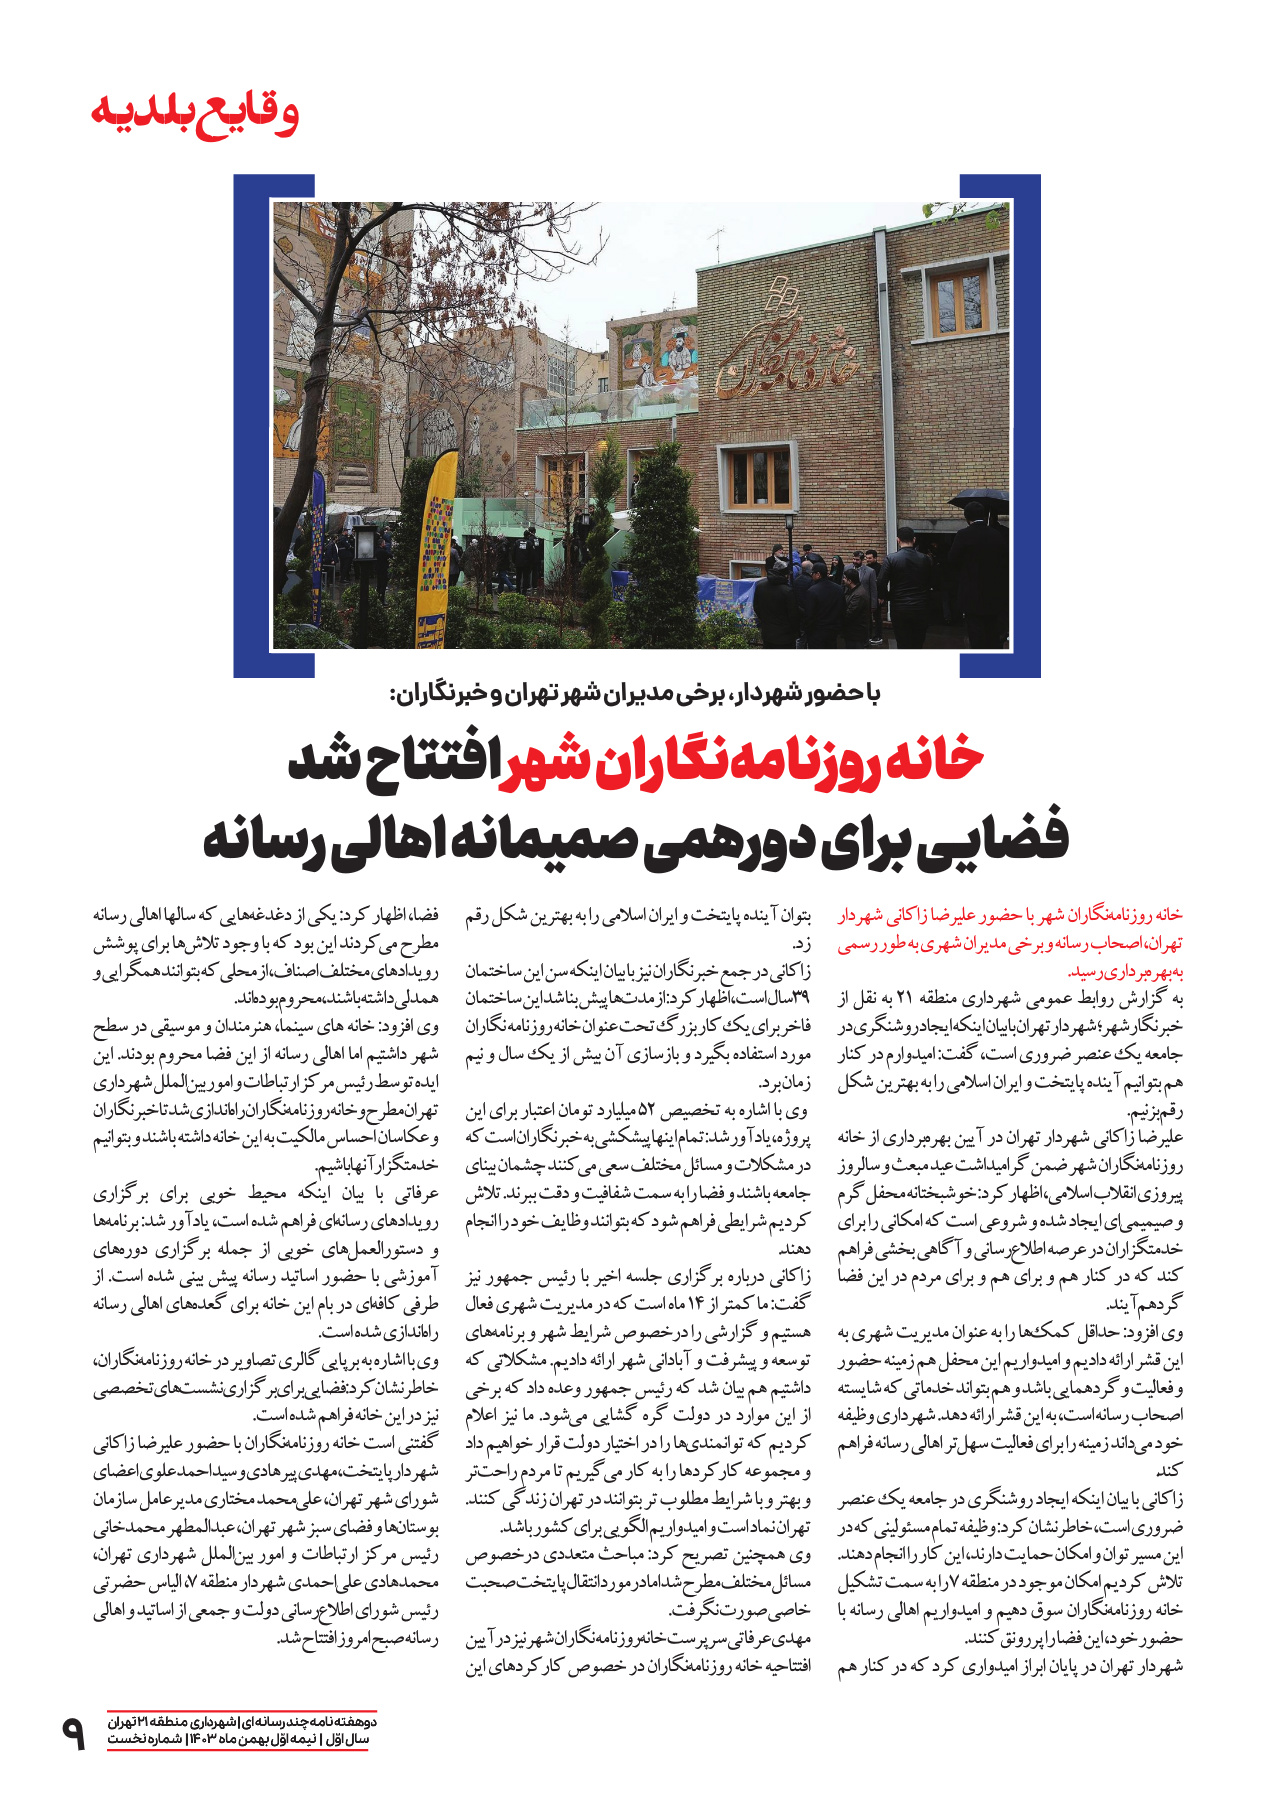 وقایع بلدیه
خانه روزنامه‌نگاران
با حضور شهردار، برخی مدیران شهر تهران و خبرنگاران:
خانه روزنامه‌نگاران شهر افتتاح شد
فضایی برای دورهمی صمیمانه اهالی رسانه
خانه روزنامه‌نگاران شهر با حضور علیرضا زاکانی شهردار
تهران، اصحاب رسانه و برخی مدیران شهری به طور رسمی
به بهره‌برداری رسید.
به گزارش روابط عمومی شهرداری منطقه ۲۱ به نقل از
خبرنگار شهر؛ شهردار تهران با بیان اینکه ایجاد روشنگری در
جامعه یک عنصر ضروری است، گفت: امیدوارم در کنار
هم بتوانیم آینده پایتخت و ایران اسلامی را به بهترین شکل
رقم بزنیم.
علیرضا زاکانی شهردار تهران در آیین بهره‌برداری از خانه
روزنامه‌نگاران شهر ضمن گرامیداشت عید مبعث و سالروز
پیروزی انقلاب اسلامی، اظهار کرد: خوشبختانه محفل گرم
و صیمیمی‌ای ایجاد شده و شروعی است که امکانی را برای
خدمتگزاران در عرصه اطلاع‌رسانی و آگاهی بخشی فراهم
کند که در کنار هم و برای هم و برای مردم در این فضا
گردهم آیند.
وی افزود: حداقل کمک‌ها را به عنوان مدیریت شهری به
این قشر ارائه دادیم و امیدواریم این محفل هم زمینه حضور
و فعالیت و گردهمایی باشد و هم بتواند خدماتی که شایسته
اصحاب رسانه است، به این قشر ارائه دهد. شهرداری وظیفه
خود می‌داند زمینه را برای فعالیت سهل‌تر اهالی رسانه فراهم
کند.
زاکانی با بیان اینکه ایجاد روشنگری در جامعه یک عنصر
ضروری است، خاطرنشان کرد: وظیفه تمام مسئولینی که در
این مسیر توان و امکان حمایت دارند، این کار را انجام دهند.
تلاش کردیم امکان موجود در منطقه ۷ را به سمت تشکیل
خانه روزنامه‌نگاران سوق دهیم و امیدواریم اهالی رسانه با
حضور خود، این فضا را پررونق کنند.
شهردار تهران در پایان ابراز امیدواری کرد که در کنار هم
بتوان آینده پایتخت و ایران اسلامی را به بهترین شکل رقم
زد.
زاکانی در جمع خبرنگاران نیز با بیان اینکه سن این ساختمان
۳۹سال است، اظهار کرد: از مدت‌ها پیش بنا شد این ساختمان
فاخر برای یک کار بزرگ تحت عنوان خانه روزنامه نگاران
مورد استفاده بگیرد و بازسازی آن بیش از یک سال و نیم
زمان برد.
وی با اشاره به تخصیص ۵۲ میلیارد تومان اعتبار برای این
پروژه، یادآور شد: تمام اینها پیشکشی به خبرنگاران است که
در مشکلات و مسائل مختلف سعی می‌کنند چشمان بینای
جامعه باشند و فضا را به سمت شفافیت و دقت ببرند. تلاش
کردیم شرایطی فراهم شود که بتوانند وظایف خود را انجام
دهند.
زاکانی درباره برگزاری جلسه اخیر با رئیس جمهور نیز
گفت: ما کمتر از ۱۴ ماه است که در مدیریت شهری فعال
هستیم و گزارشی را درخصوص شرایط شهر و برنامه‌های
توسعه و پیشرفت و آبادانی شهر ارائه دادیم. مشکلاتی که
داشتیم هم بیان شد که رئیس جمهور وعده داد که برخی
از این موارد در دولت گره گشایی می‌شود. ما نیز اعلام
کردیم که توانمندی‌ها را در اختیار دولت قرار خواهیم داد
و مجموعه کارکردها را به کار می‌گیریم تا مردم راحت‌تر
و بهتر و با شرایط مطلوب تر بتوانند در تهران زندگی کنند.
تهران نماد است و امیدواریم الگویی برای کشور باشد.
وی همچنین تصریح کرد: مباحث متعددی درخصوص
مسائل مختلف مطرح شد اما در مورد انتقال پایتخت صحبت
خاصی صورت نگرفت.
مهدی عرفاتی سرپرست خانه روزنامه نگاران شهر نیز در آیین
افتتاحیه خانه روزنامه‌نگاران در خصوص کارکردهای این
فضا، اظهار کرد: یکی از دغدغه‌هایی که سالها اهالی رسانه
مطرح می‌کردند این بود که با وجود تلاش‌ها برای پوشش
رویدادهای مختلف اصناف، از محلی که بتوانند همگرایی و
همدلی داشته باشند، محروم بوده‌اند.
وی افزود: خانه های سینما، هنرمندان و موسیقی در سطح
شهر داشتیم اما اهالی رسانه از این فضا محروم بودند. این
ایده توسط رئیس مرکز ارتباطات و امور بین‌الملل شهرداری
تهران مطرح و خانه روزنامه‌نگاران راه‌اندازی شد تا خبرنگاران
و عکاسان احساس مالکیت به این خانه داشته باشند و بتوانیم
خدمتگزار آنها باشیم.
عرفاتی با بیان اینکه محیط خوبی برای برگزاری
رویدادهای رسانه‌ای فراهم شده است، یادآور شد: برنامه‌ها
و دستورالعمل‌های خوبی از جمله برگزاری دوره‌های
آموزشی با حضور اساتید رسانه پیش بینی شده است. از
طرفی کافه‌ای در بام این خانه برای گعده‌های اهالی رسانه
راه‌اندازی شده است.
وی با اشاره به برپایی گالری تصاویر در خانه روزنامه‌نگاران،
خاطرنشان کرد: فضایی برای برگزاری نشست‌های تخصصی
نیز در این خانه فراهم شده است.
گفتنی است خانه روزنامه‌نگاران با حضور علیرضا زاکانی
شهردار پایتخت، مهدی پیرهادی و سید احمد علوی اعضای
شورای شهر تهران، علی‌محمد مختاری مدیرعامل سازمان
بوستان‌ها و فضای سبز شهر تهران، عبدالمطهر محمدخانی
رئیس مرکز ارتباطات و امور بین‌الملل شهرداری تهران،
محمدهادی علی‌احمدی شهردار منطقه ۷، الیاس حضرتی
رئیس شورای اطلاع‌رسانی دولت و جمعی از اساتید و اهالی
رسانه صبح امروز افتتاح شد.
دوهفته نامه چند رسانه ای | شهرداری منطقه ۲۱ تهران
سال اوّل | نیمه اوّل بهمن ماه ۱۴۰۳ | شماره نخست
۹